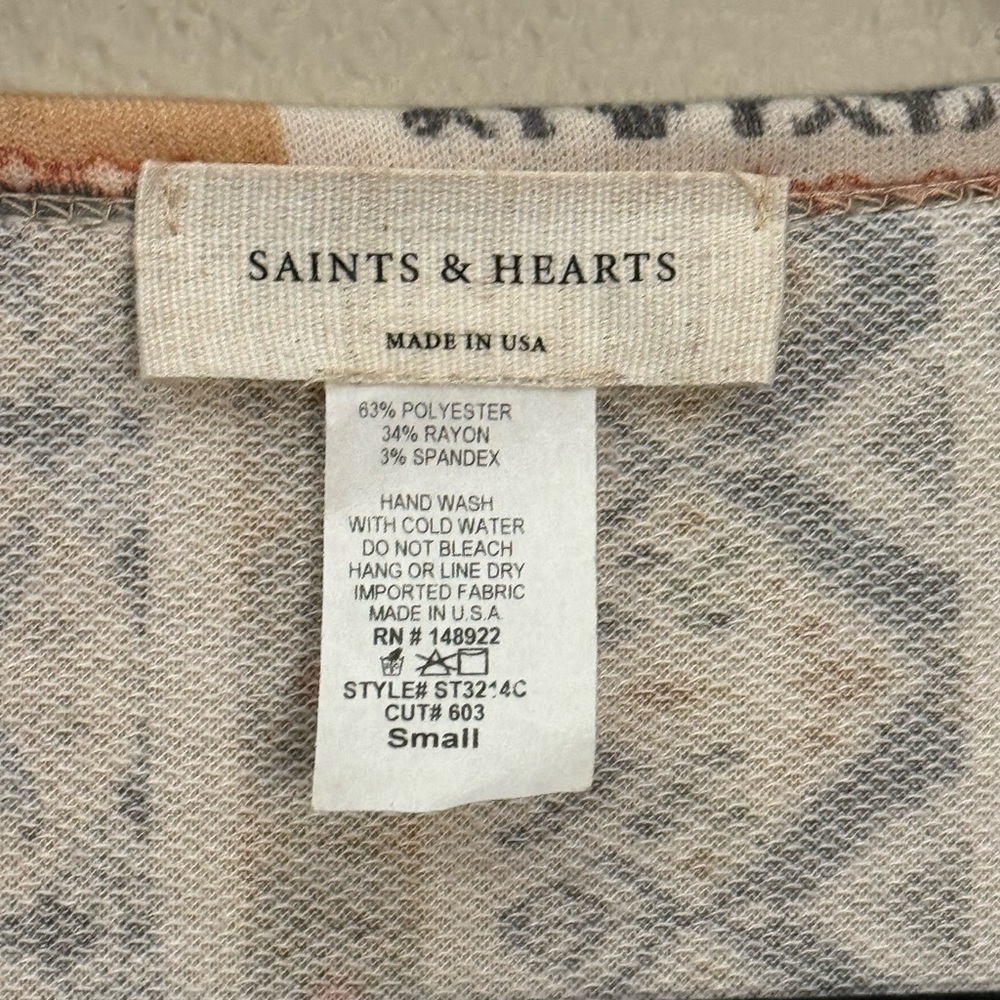 SAINTS & HEARTS
MADE IN USA
63% POLYESTER
34% RAYON
3% SPANDEX
HAND WASH
WITH COLD WATER
DO NOT BLEACH
HANG OR LINE DRY
IMPORTED FABRIC
MADE IN U.S.A
RN # 148922
STYLE# ST3214C
CUT# 603
Small